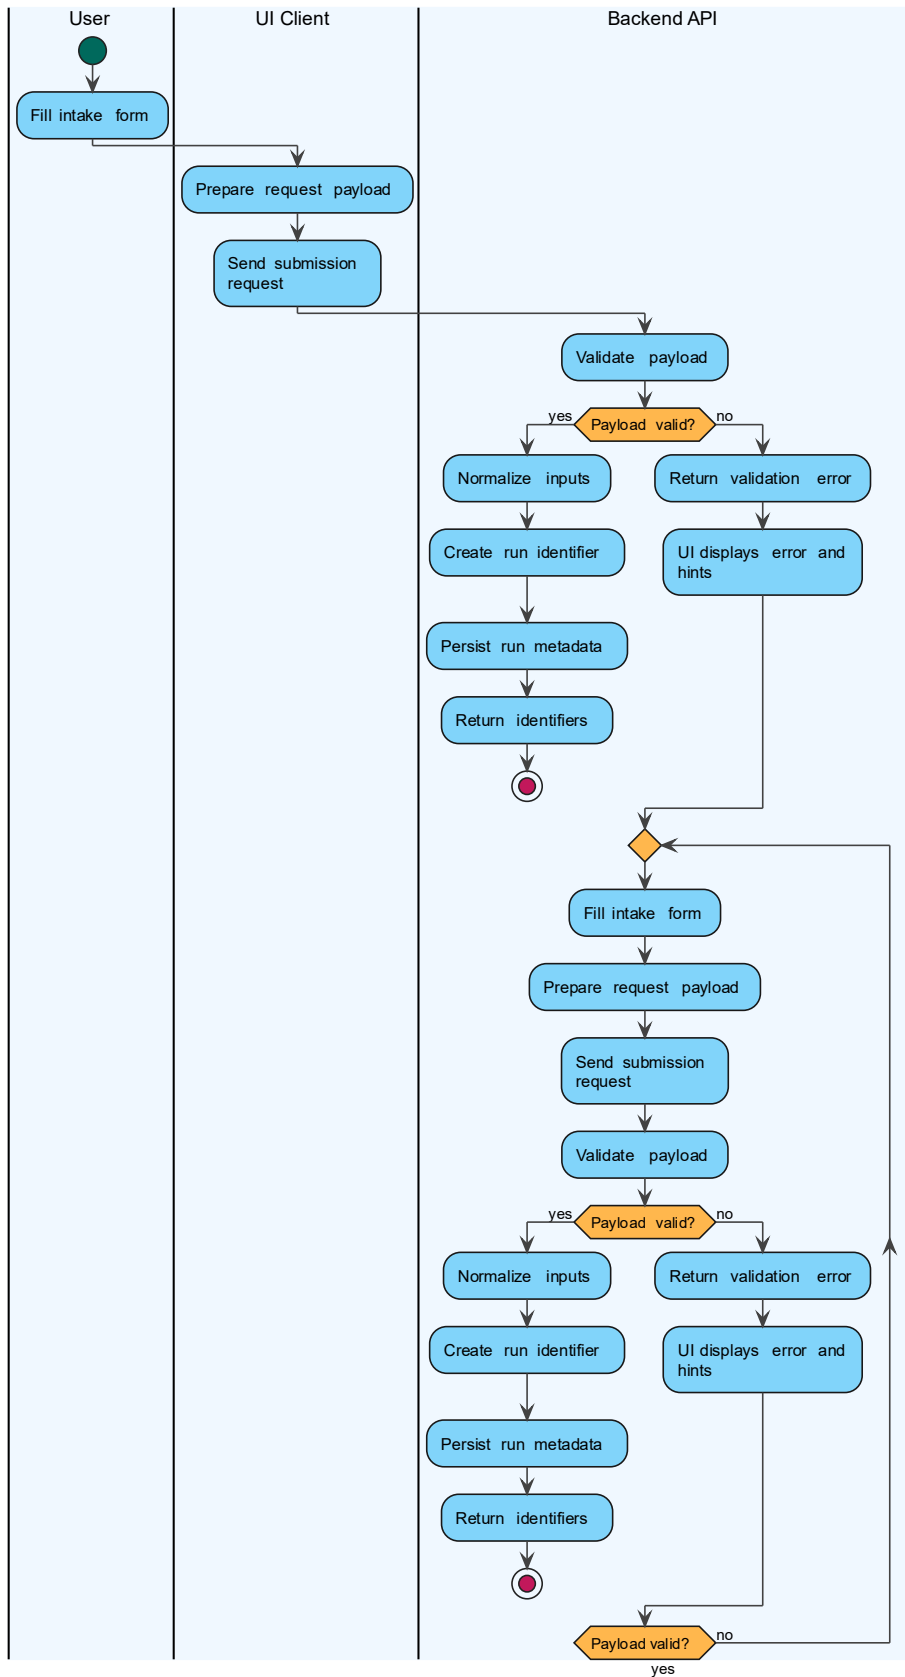 User
UI Client
Backend API
Fill intake form
Prepare request payload
Send submission
request
Validate payload
yes
Payload valid?
no
Normalize inputs
Return validation error
Create run identifier
UI displays error and
hints
Persist run metadata
Return identifiers
Fill intake form
Prepare request payload
Send submission
request
Validate payload
yes
Payload valid?
no
Normalize inputs
Return validation error
Create run identifier
UI displays error and
hints
Persist run metadata
Return identifiers
Payload valid?
no
yes